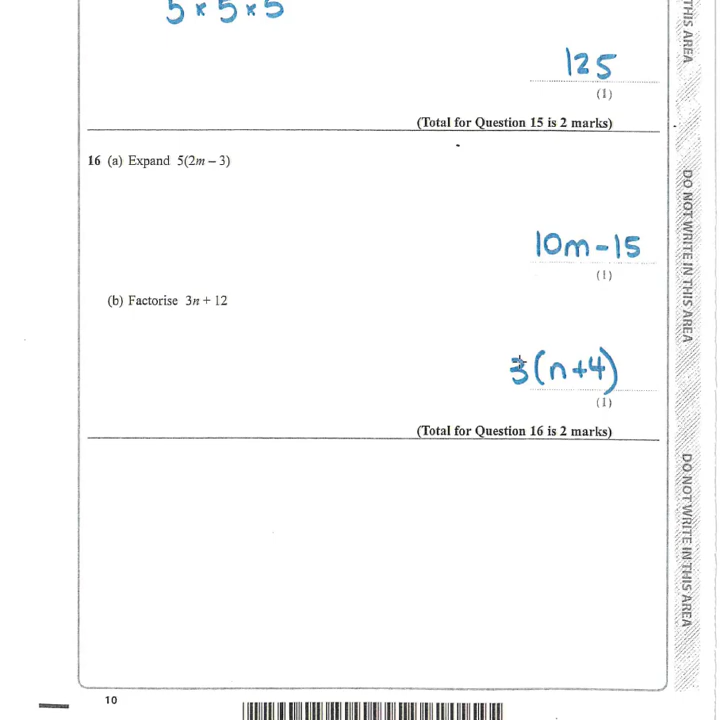 5 × 5 × 5
125
(1)
(Total for Question 15 is 2 marks)
16 (a) Expand 5(2m – 3)
10m – 15
(1)
(b) Factorise 3n + 12
3(n+4)
(1)
(Total for Question 16 is 2 marks)
10
THIS AREA
DO NOT WRITE IN THIS AREA
DO NOT WRITE IN THIS AREA